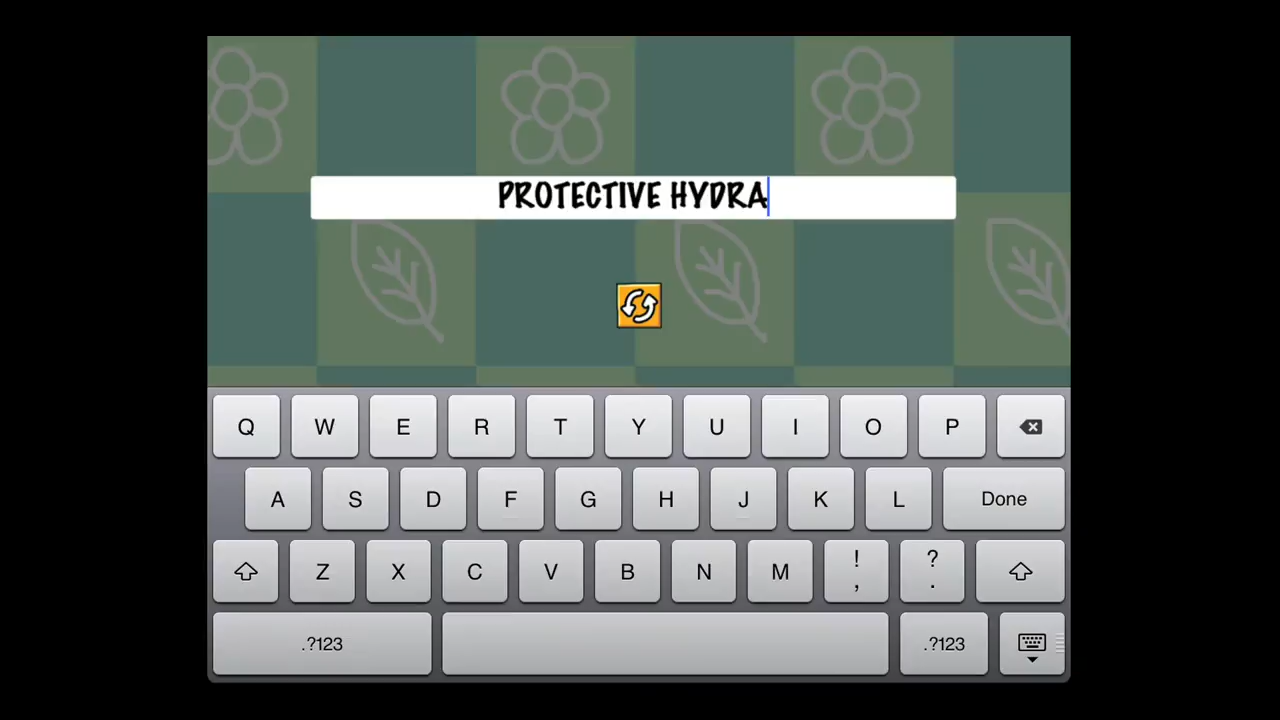 PROTECTIVE HYDRA
Q W E R T Y U I O P
A S D F G H J K L Done
Z X C V B N M ! , ? .
.?123 .?123